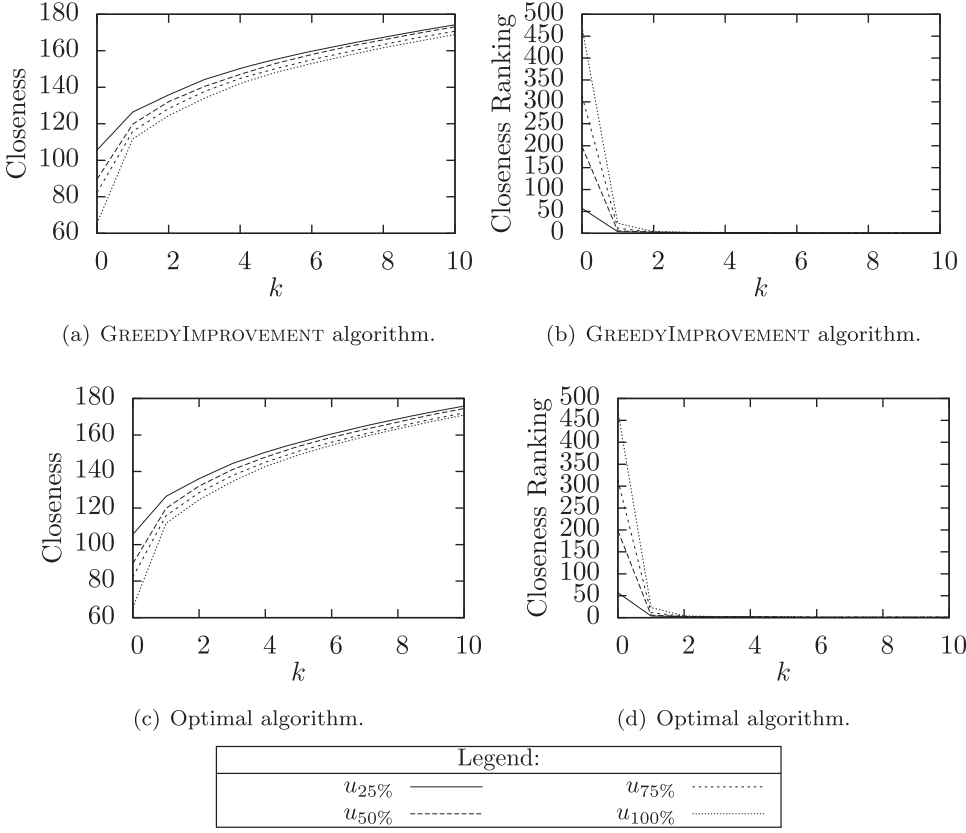 180
160
140
120
100
80
60
Closeness
0 2 4 6 8 10
k
(a) GREEDYIMPROVEMENT algorithm.
500
450
400
350
300
250
200
150
100
50
0
Closeness Ranking
0 2 4 6 8 10
k
(b) GREEDYIMPROVEMENT algorithm.
180
160
140
120
100
80
60
Closeness
0 2 4 6 8 10
k
(c) Optimal algorithm.
500
450
400
350
300
250
200
150
100
50
0
Closeness Ranking
0 2 4 6 8 10
k
(d) Optimal algorithm.
Legend:
u25% u75%
u50% u100%